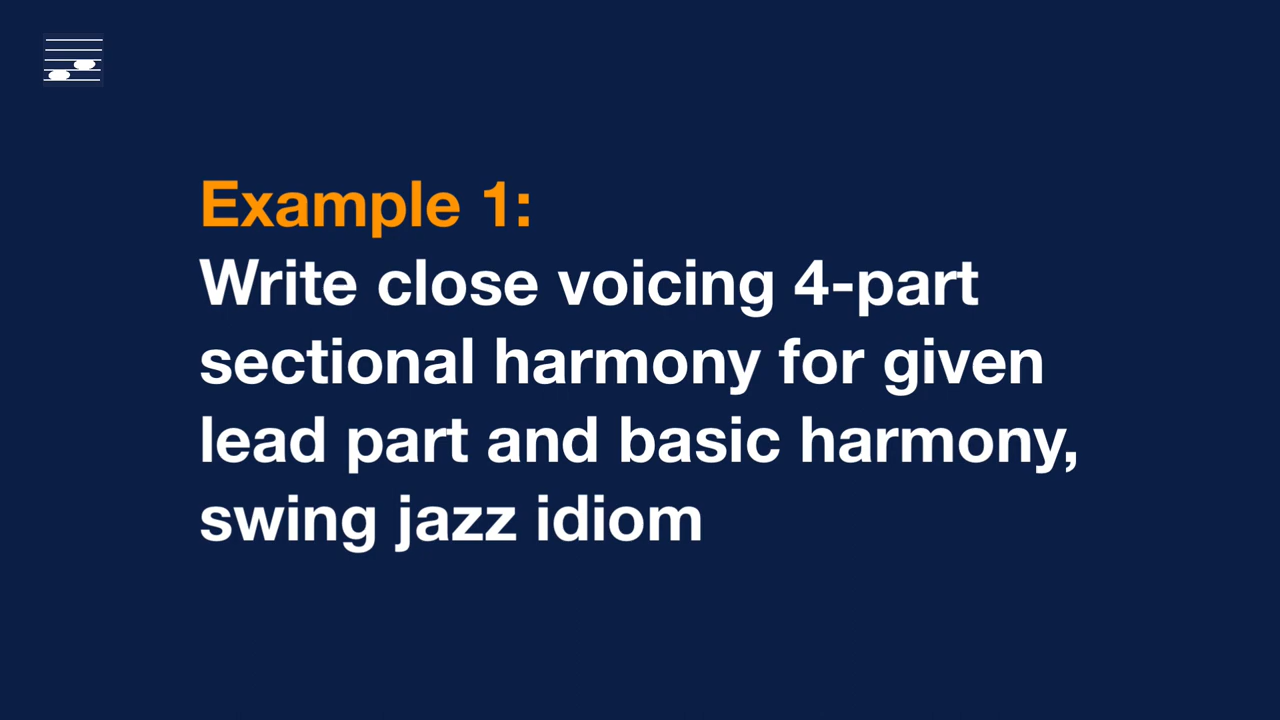 Example 1:
Write close voicing 4-part
sectional harmony for given
lead part and basic harmony,
swing jazz idiom